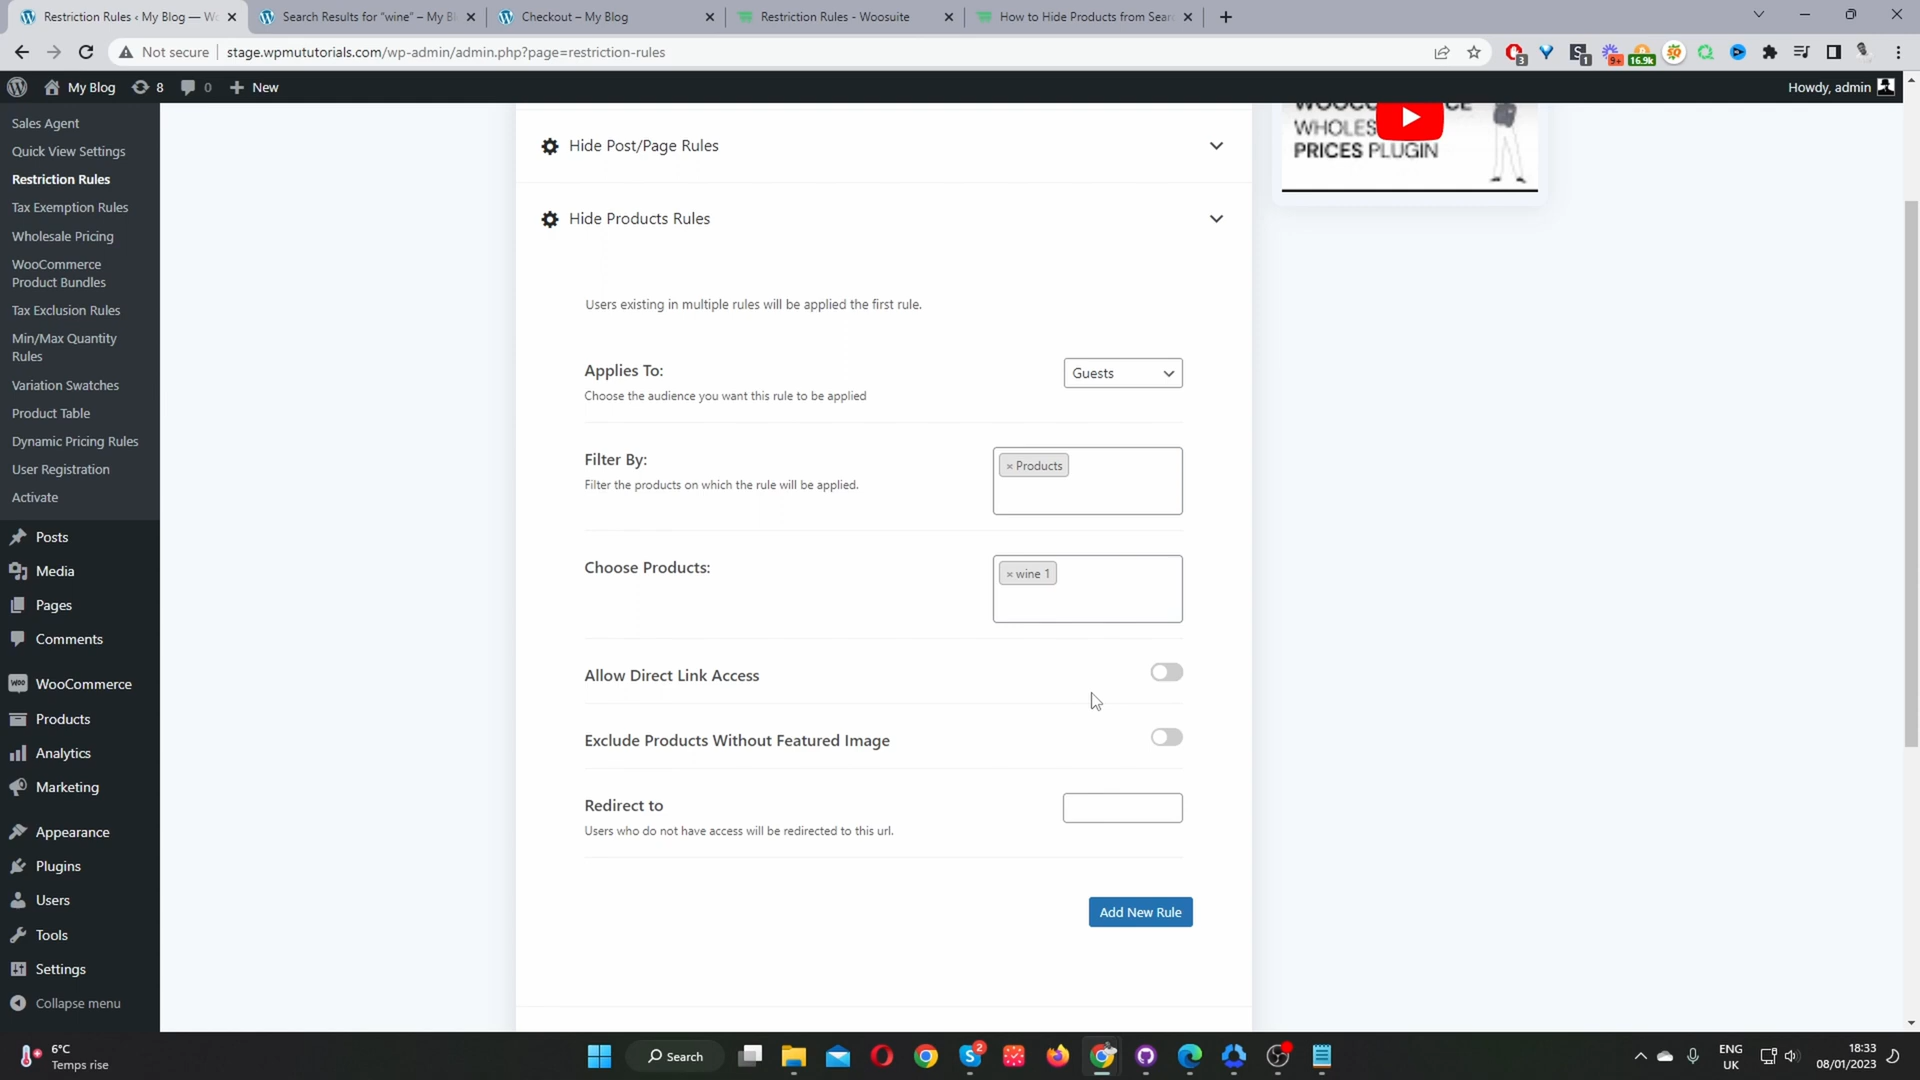 Restriction Rules ‹ My Blog — Wo
Search Results for "wine" – My Bl
Checkout – My Blog
Restriction Rules - Woosuite
How to Hide Products from Sear
Not secure
stage.wpmututorials.com/wp-admin/admin.php?page=restriction-rules
3
1
9+
16.9k
My Blog
8
0
New
Howdy, admin
Sales Agent
Quick View Settings
Restriction Rules
Tax Exemption Rules
Wholesale Pricing
WooCommerce
Product Bundles
Tax Exclusion Rules
Min/Max Quantity
Rules
Variation Swatches
Product Table
Dynamic Pricing Rules
User Registration
Activate
Posts
Media
Pages
Comments
WooCommerce
Products
Analytics
Marketing
Appearance
Plugins
Users
Tools
Settings
Collapse menu
Hide Post/Page Rules
Hide Products Rules
Users existing in multiple rules will be applied the first rule.
Applies To:
Guests
Choose the audience you want this rule to be applied
Filter By:
× Products
Filter the products on which the rule will be applied.
Choose Products:
× wine 1
Allow Direct Link Access
Exclude Products Without Featured Image
Redirect to
Users who do not have access will be redirected to this url.
Add New Rule
PRICES PLUGIN
6°C
Temps rise
Search
2
ENG
UK
18:33
08/01/2023